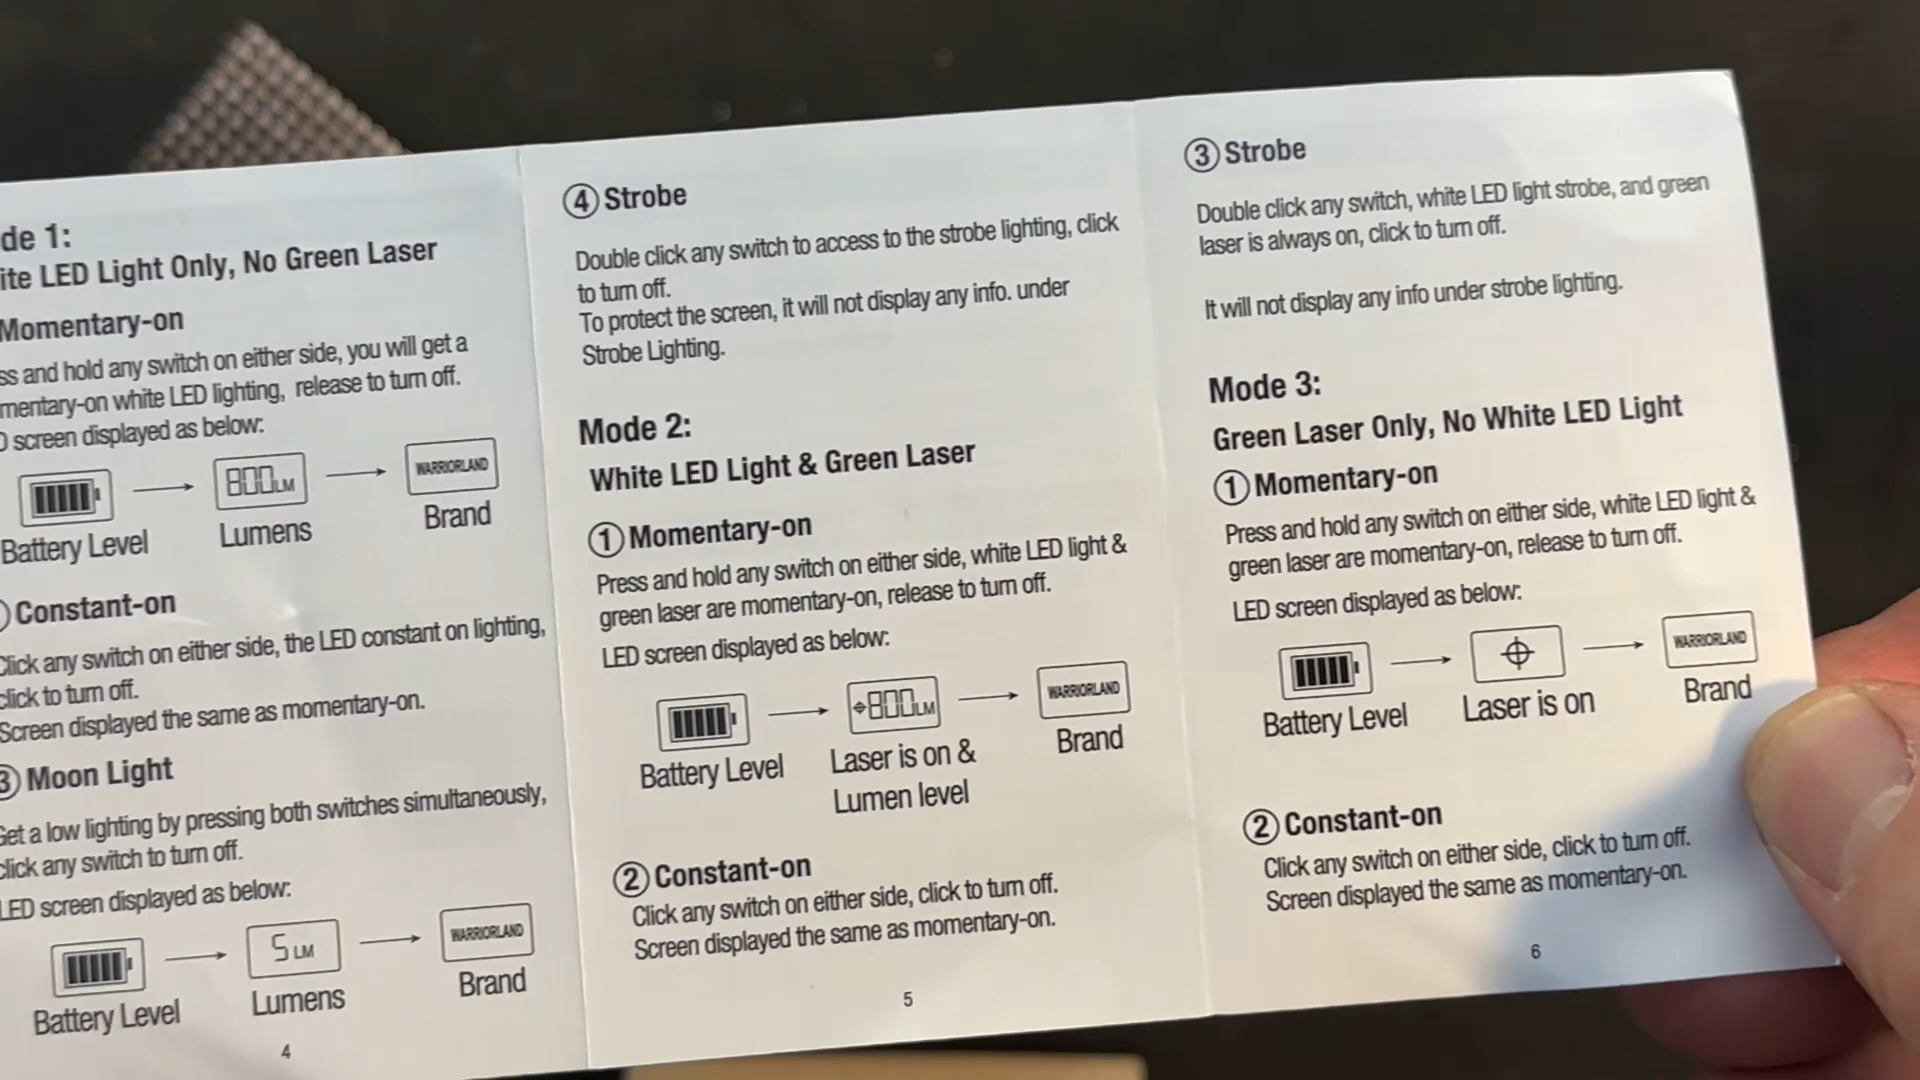 de 1:
ite LED Light Only, No Green Laser
Momentary-on
ss and hold any switch on either side, you will get a
mentary-on white LED lighting, release to turn off.
D screen displayed as below:
800LM
WARRIORLAND
Battery Level
Lumens
Brand
Constant-on
Click any switch on either side, the LED constant on lighting,
click to turn off.
Screen displayed the same as momentary-on.
3 Moon Light
Get a low lighting by pressing both switches simultaneously,
click any switch to turn off.
LED screen displayed as below:
5 LM
WARRIORLAND
Battery Level
Lumens
Brand
4
④ Strobe
Double click any switch to access to the strobe lighting, click
to turn off.
To protect the screen, it will not display any info. under
Strobe Lighting.
Mode 2:
White LED Light & Green Laser
① Momentary-on
Press and hold any switch on either side, white LED light &
green laser are momentary-on, release to turn off.
LED screen displayed as below:
800LM
WARRIORLAND
Battery Level
Laser is on &
Lumen level
Brand
② Constant-on
Click any switch on either side, click to turn off.
Screen displayed the same as momentary-on.
5
③ Strobe
Double click any switch, white LED light strobe, and green
laser is always on, click to turn off.
It will not display any info under strobe lighting.
Mode 3:
Green Laser Only, No White LED Light
① Momentary-on
Press and hold any switch on either side, white LED light &
green laser are momentary-on, release to turn off.
LED screen displayed as below:
WARRIORLAND
Battery Level
Laser is on
Brand
② Constant-on
Click any switch on either side, click to turn off.
Screen displayed the same as momentary-on.
6